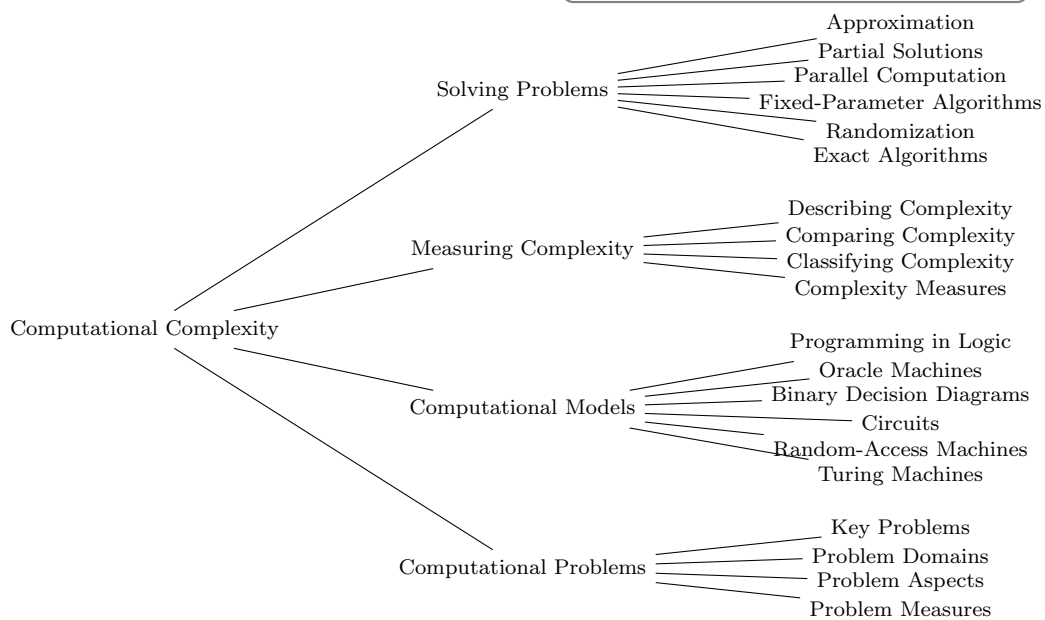 Computational Complexity
Solving Problems
Approximation
Partial Solutions
Parallel Computation
Fixed-Parameter Algorithms
Randomization
Exact Algorithms
Measuring Complexity
Describing Complexity
Comparing Complexity
Classifying Complexity
Complexity Measures
Computational Models
Programming in Logic
Oracle Machines
Binary Decision Diagrams
Circuits
Random-Access Machines
Turing Machines
Computational Problems
Key Problems
Problem Domains
Problem Aspects
Problem Measures